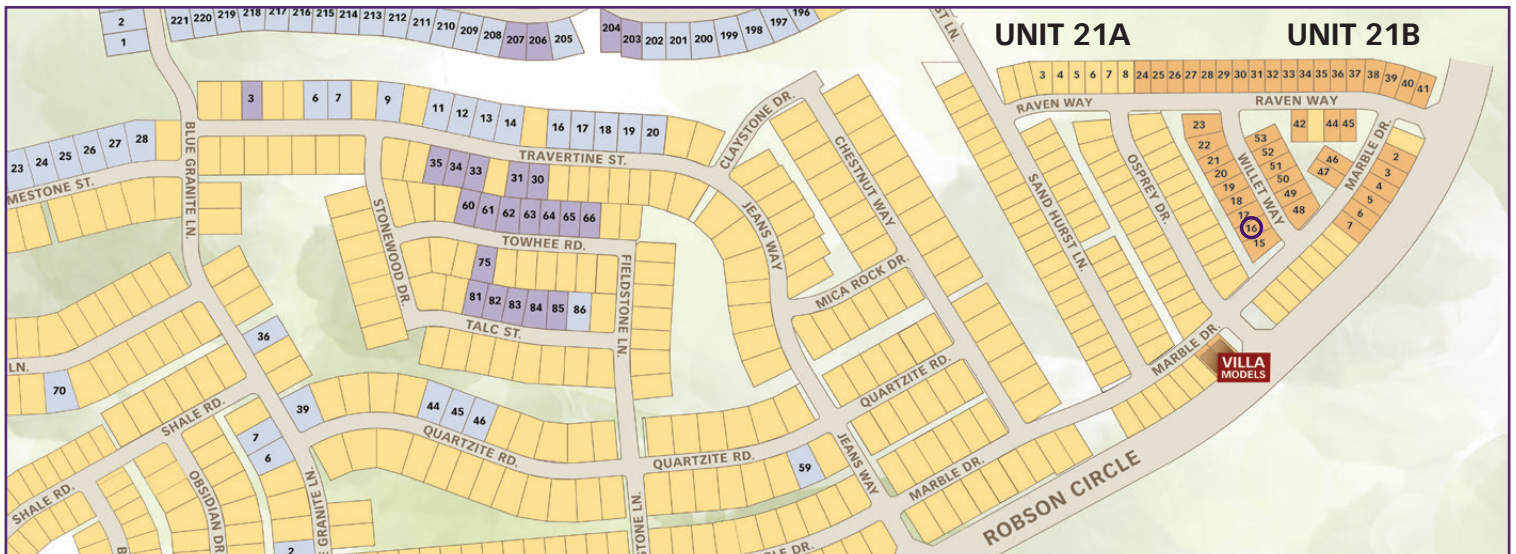 UNIT 21A
UNIT 21B
221 220 219 218 217 216 215 214 213 212 211 210 209 208 207 206 205
204 203 202 201 200 199 198 197 196
2
1
ST LN.
3 4 5 6 7 8 24 25 26 27 28 29 30 31 32 33 34 35 36 37 38 39 40 41
RAVEN WAY
RAVEN WAY
3 6 7 9 11 12 13 14 16 17 18 19 20
CLAYSTONE DR.
CHESTNUT WAY
23 24 25 26 27 28
MESTONE ST.
BLUE GRANITE LN.
TRAVERTINE ST.
35 34 33 31 30
60 61 62 63 64 65 66
STONEWOOD DR.
TOWHEE RD.
FIELDSTONE LN.
JEANS WAY
75
81 82 83 84 85 86
TALC ST.
MICA ROCK DR.
SAND HURST LN.
OSPREY DR.
WILLET WAY
MARBLE DR.
23
22
21
20
19
18
17
16
15
53
52
51
50
49
48
42 44 45
46
47
2
3
4
5
6
7
MARBLE DR.
VILLA
MODELS
36
LN.
70
SHALE RD.
39
44 45 46
QUARTZITE RD.
QUARTZITE RD.
QUARTZITE RD.
59
JEANS WAY
MARBLE DR.
ROBSON CIRCLE
7
6
SHALE RD.
OBSIDIAN DR
E GRANITE LN.
STONE LN.
2
B
LE DR.